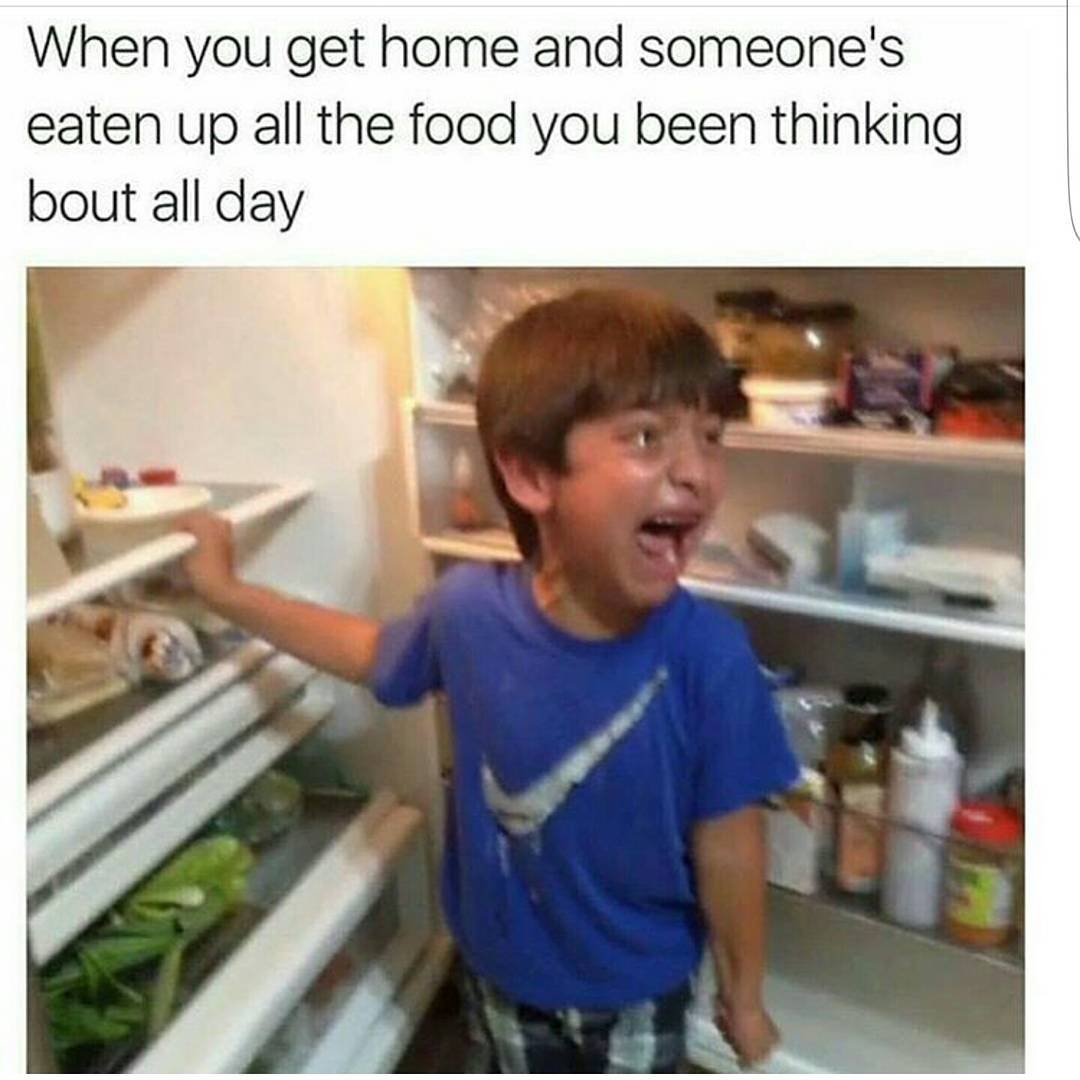 When you get home and someone's
eaten up all the food you been thinking
bout all day